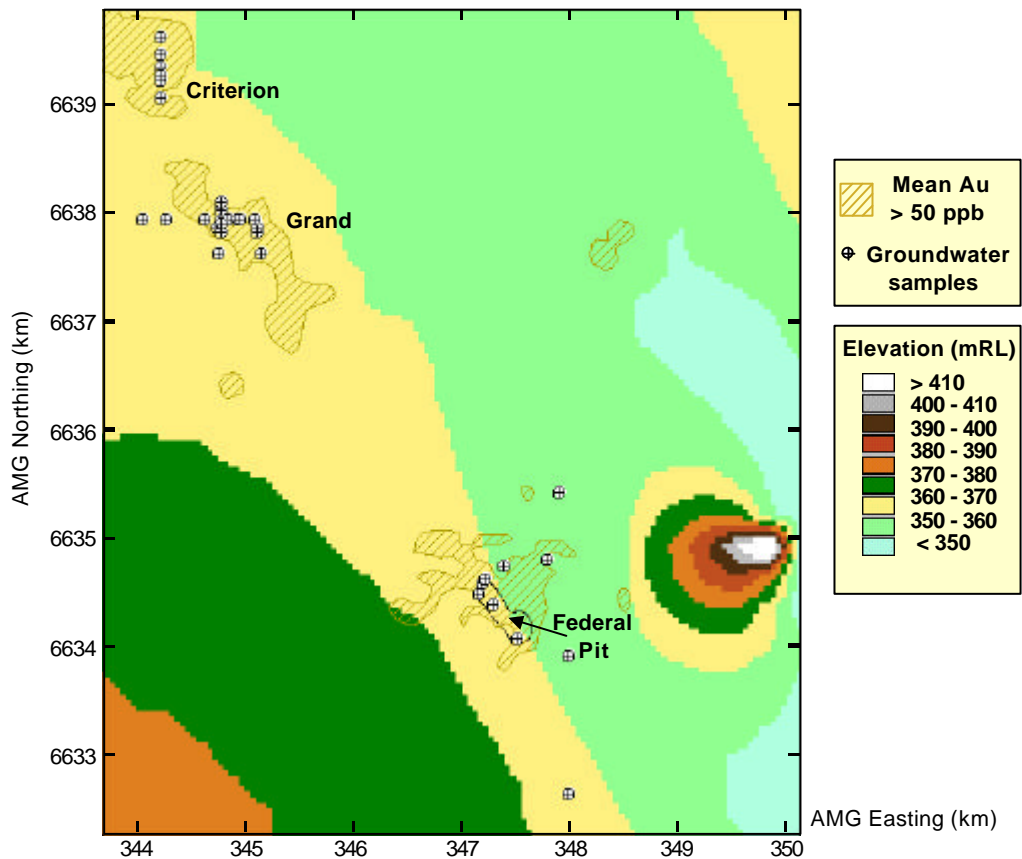 AMG Northing (km)
6639
6638
6637
6636
6635
6634
6633
Criterion
Grand
Federal
Pit
344
345
346
347
348
349
350
AMG Easting (km)
Mean Au
> 50 ppb
Groundwater
samples
Elevation (mRL)
> 410
400 - 410
390 - 400
380 - 390
370 - 380
360 - 370
350 - 360
< 350